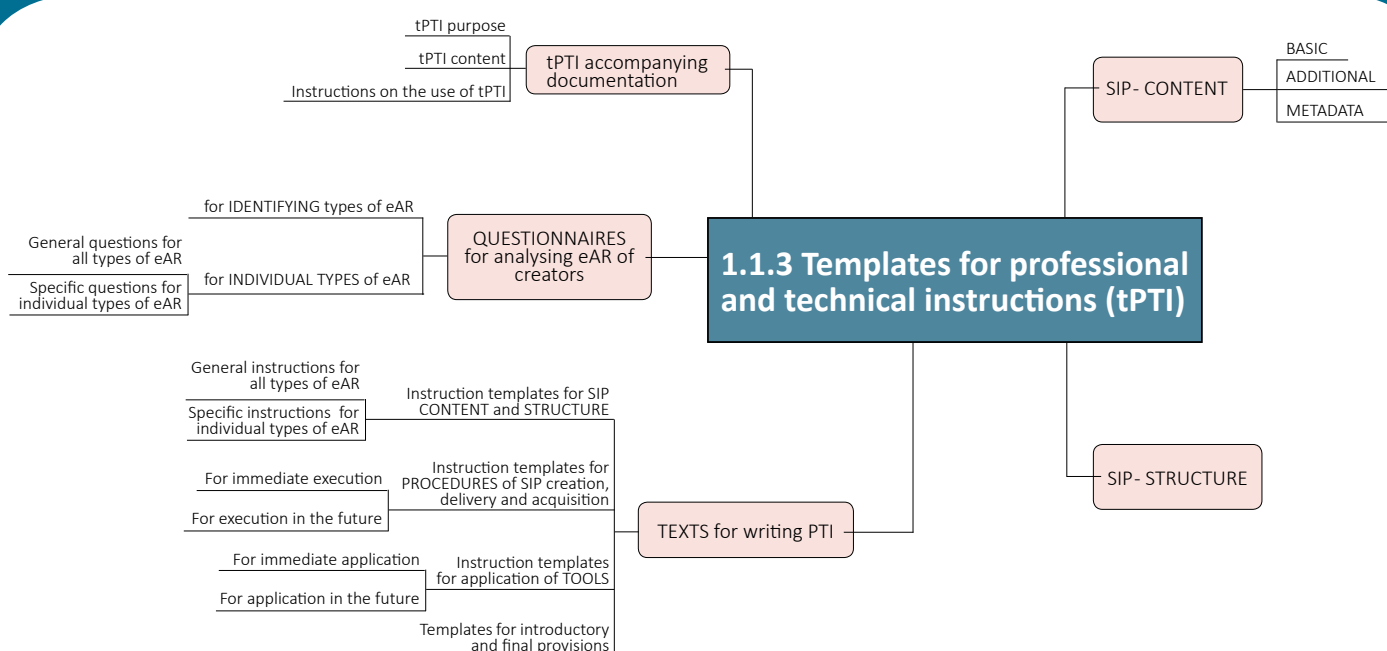 tPTI purpose
tPTI content
Instructions on the use of tPTI
tPTI accompanying
documentation
SIP- CONTENT
BASIC
ADDITIONAL
METADATA
for IDENTIFYING types of eAR
General questions for
all types of eAR
Specific questions for
individual types of eAR
for INDIVIDUAL TYPES of eAR
QUESTIONNAIRES
for analysing eAR of
creators
1.1.3 Templates for professional
and technical instructions (tPTI)
General instructions for
all types of eAR
Specific instructions for
individual types of eAR
Instruction templates for SIP
CONTENT and STRUCTURE
For immediate execution
For execution in the future
Instruction templates for
PROCEDURES of SIP creation,
delivery and acquisition
For immediate application
For application in the future
Instruction templates
for application of TOOLS
Templates for introductory
and final provisions
TEXTS for writing PTI
SIP- STRUCTURE